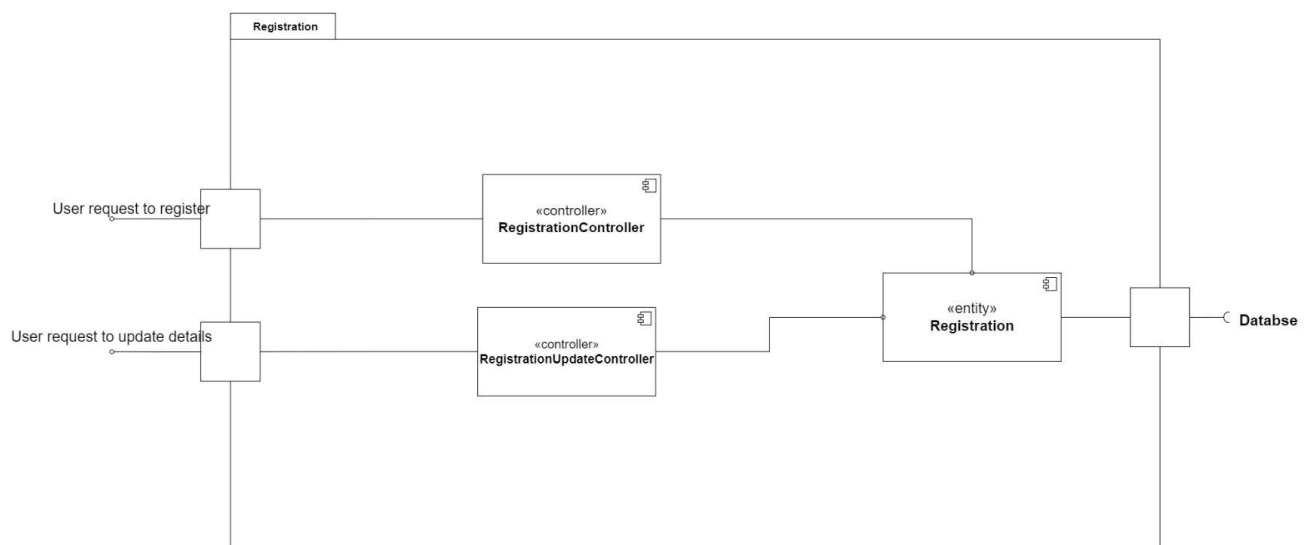 Registration
User request to register
«controller»
RegistrationController
User request to update details
«controller»
RegistrationUpdateController
«entity»
Registration
Databse